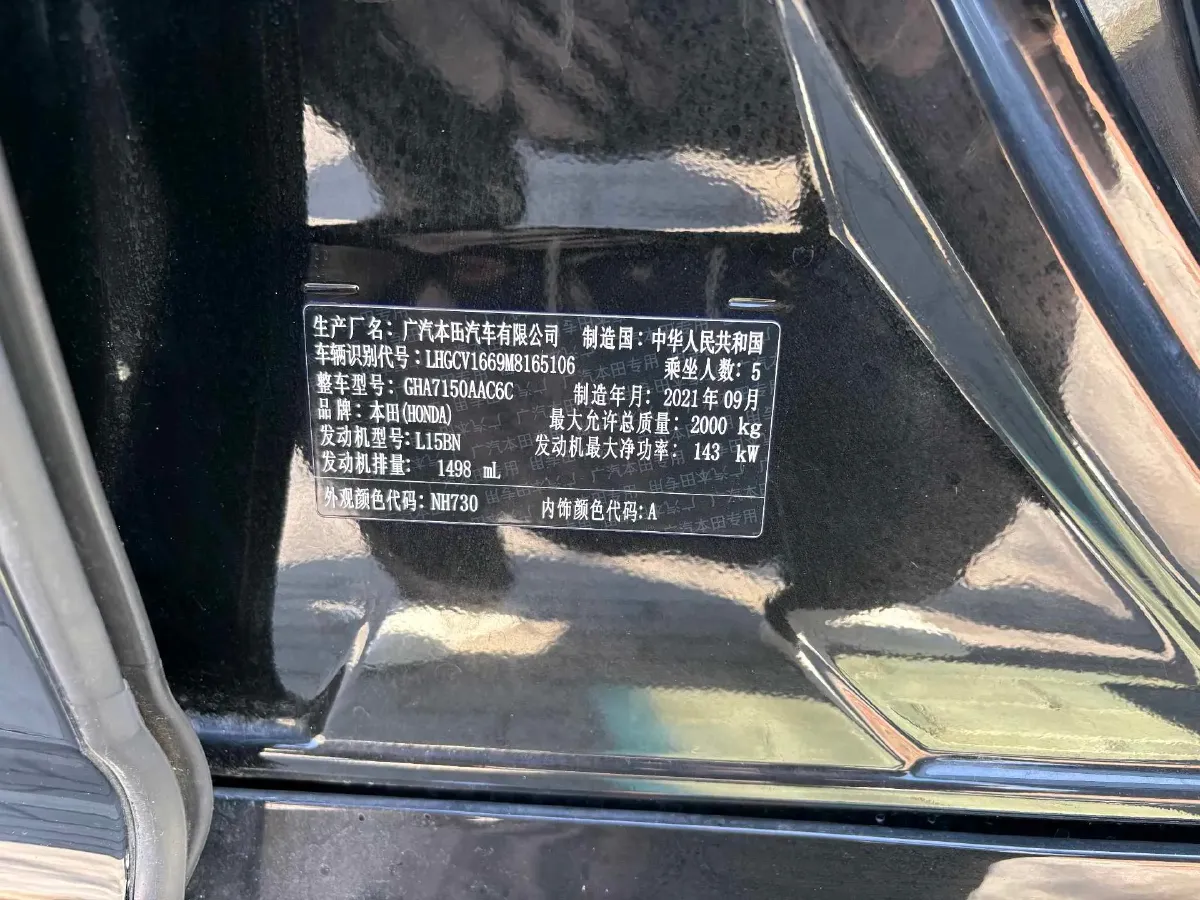 生产厂名：广汽本田汽车有限公司 制造国：中华人民共和国
车辆识别代号：LHGCV1669M8165106 乘坐人数：5
整车型号：GHA7150AAC6C 制造年月：2021年09月
品牌：本田(HONDA) 最大允许总质量：2000 kg
发动机型号：L15BN 发动机最大净功率：143 kW
发动机排量：1498 mL
外观颜色代码：NH730 内饰颜色代码：A